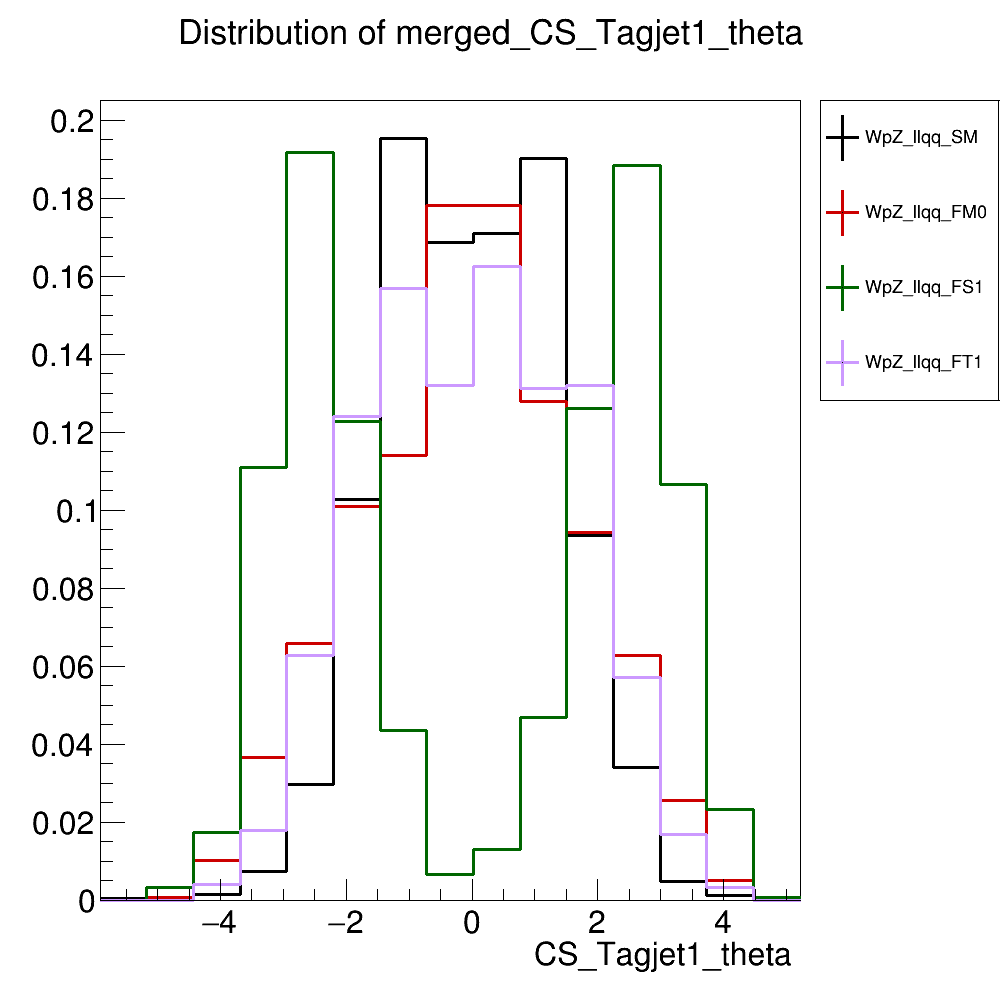 Distribution of merged_CS_Tagjet1_theta
0.2
0.18
0.16
0.14
0.12
0.1
0.08
0.06
0.04
0.02
0
−4
−2
0
2
4
CS_Tagjet1_theta
WpZ_llqq_SM
WpZ_llqq_FM0
WpZ_llqq_FS1
WpZ_llqq_FT1